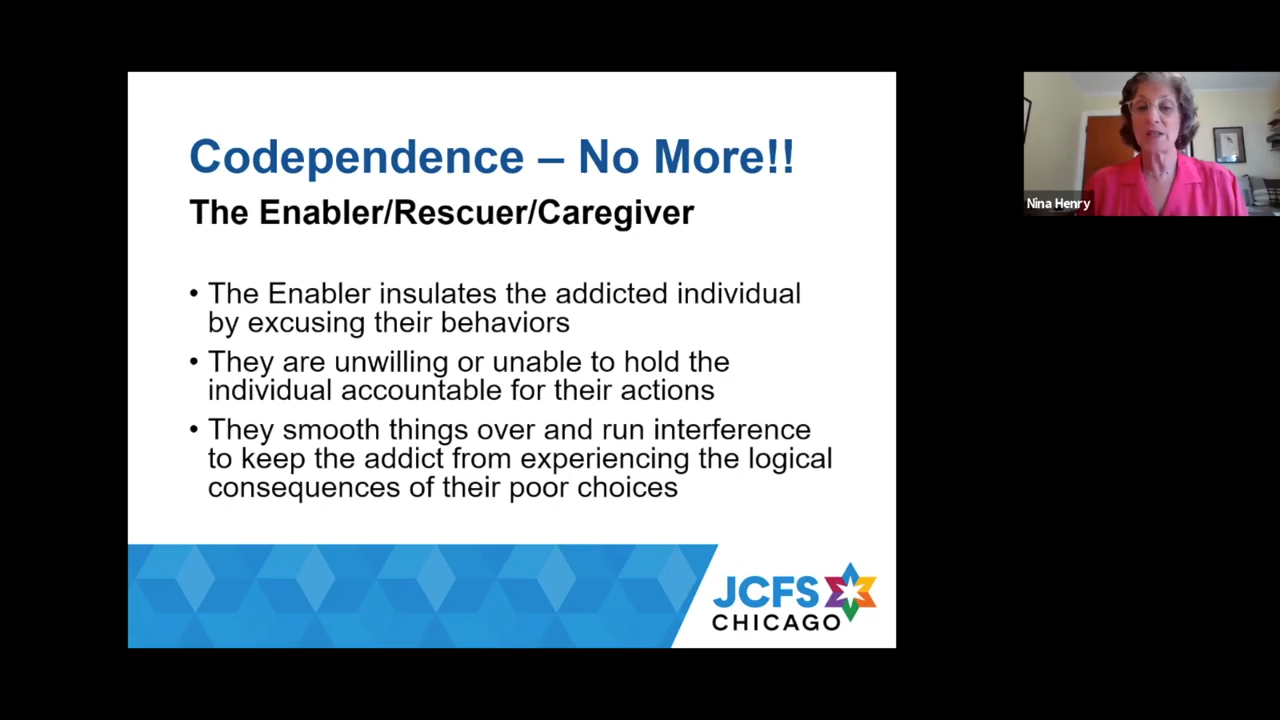 Codependence – No More!!
The Enabler/Rescuer/Caregiver
• The Enabler insulates the addicted individual
by excusing their behaviors
• They are unwilling or unable to hold the
individual accountable for their actions
• They smooth things over and run interference
to keep the addict from experiencing the logical
consequences of their poor choices
JCFS
CHICAGO
Nina Henry